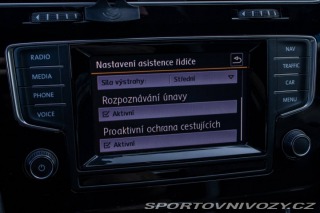 RADIO
MEDIA
PHONE
VOICE
Nastavení asistence řidiče
Síla výstrahy: Střední
Rozpoznávání únavy
Aktivní
Proaktivní ochrana cestujících
Aktivní
NAV
TRAFFIC
CAR
MENU
SPORTOVNIVOZY.CZ